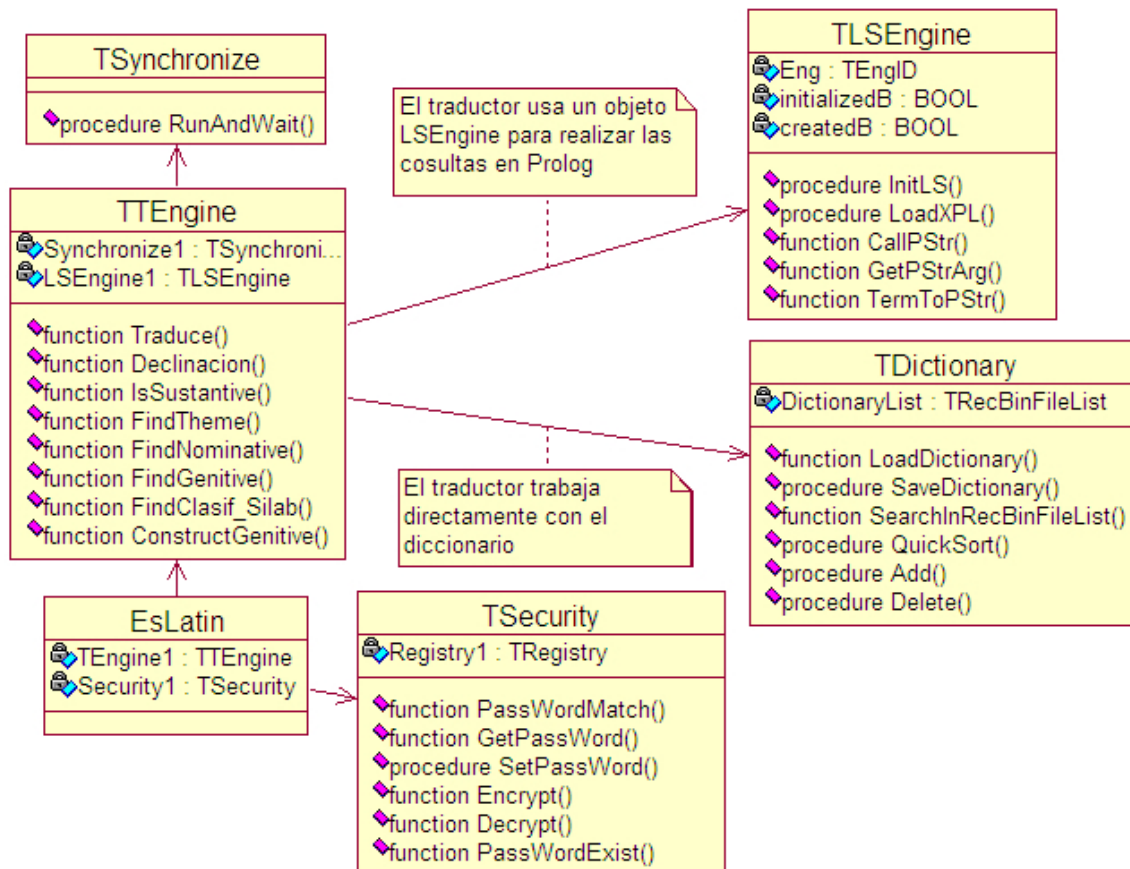 TSynchronize
procedure RunAndWait()
El traductor usa un objeto
LSEngine para realizar las
cosultas en Prolog
TLSEngine
Eng : TEngID
initializedB : BOOL
createdB : BOOL
procedure InitLS()
procedure LoadXPL()
function CallPStr()
function GetPStrArg()
function TermToPStr()
TTEngine
Synchronize1 : TSynchroni...
LSEngine1 : TLSEngine
function Traduce()
function Declinacion()
function IsSustantive()
function FindTheme()
function FindNominative()
function FindGenitive()
function FindClasif_Silab()
function ConstructGenitive()
TDictionary
DictionaryList : TRecBinFileList
function LoadDictionary()
procedure SaveDictionary()
function SearchInRecBinFileList()
procedure QuickSort()
procedure Add()
procedure Delete()
El traductor trabaja
directamente con el
diccionario
EsLatin
TEngine1 : TTEngine
Security1 : TSecurity
TSecurity
Registry1 : TRegistry
function PassWordMatch()
function GetPassWord()
procedure SetPassWord()
function Encrypt()
function Decrypt()
function PassWordExist()